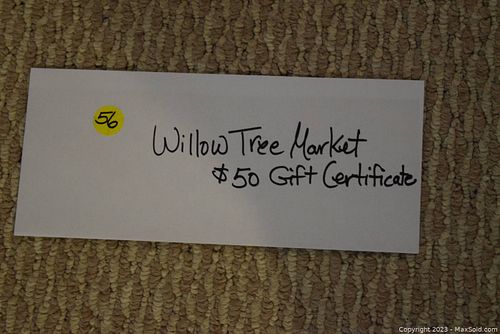 56
Willow Tree Market
$50 Gift Certificate
Copyright 2023 - MaxSold.com